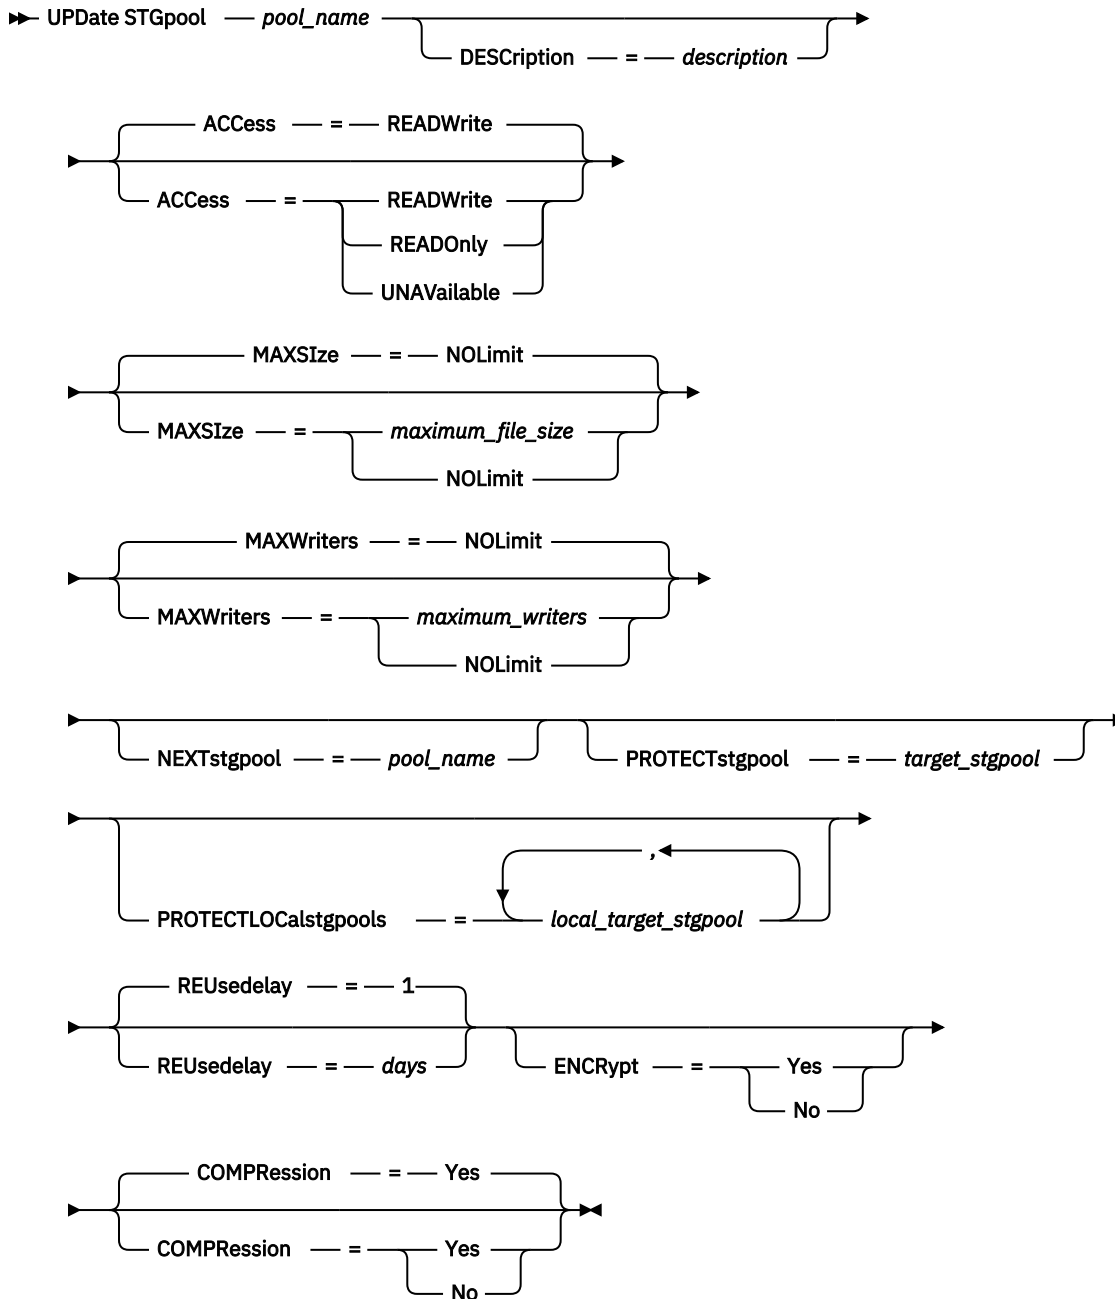 UPDate STGpool pool_name
DESCription = description
ACCess = READWrite
ACCess = READWrite
READOnly
UNAVailable
MAXSIze = NOLimit
MAXSIze = maximum_file_size
NOLimit
MAXWriters = NOLimit
MAXWriters = maximum_writers
NOLimit
NEXTstgpool = pool_name PROTECTstgpool = target_stgpool
,
PROTECTLOCalstgpools = local_target_stgpool
REUsedelay = 1
REUsedelay = days ENCRypt = Yes
No
COMPRession = Yes
COMPRession = Yes
No